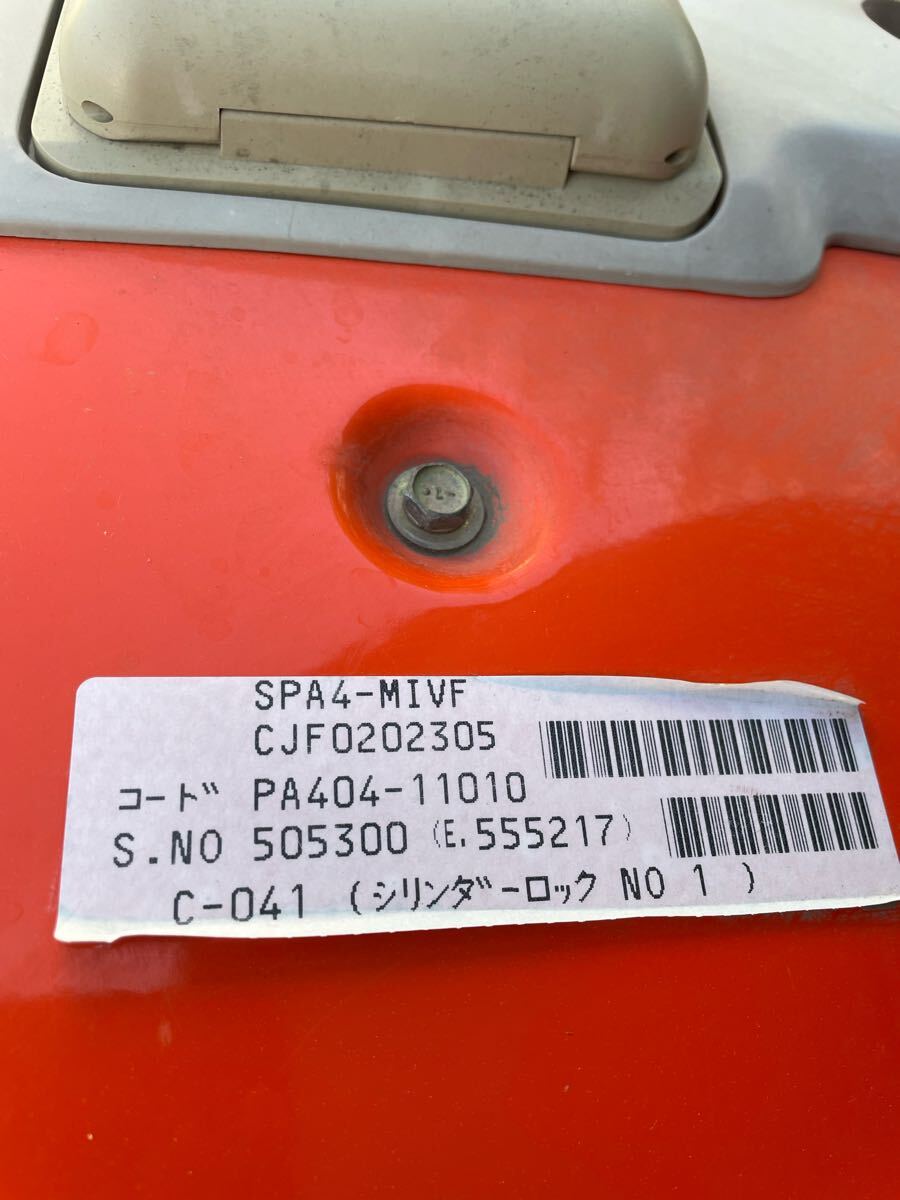 SPA4-MIVF
CJF0202305
コード PA404-11010
S.NO 505300 (E.555217)
C-041 (シリンダーロック NO 1 )